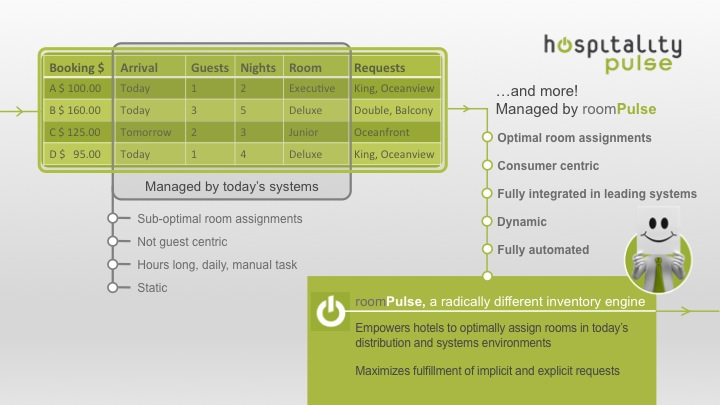 hospitality
pulse
Booking $ Arrival Guests Nights Room Requests
A $ 100.00 Today 1 2 Executive King, Oceanview
B $ 160.00 Today 3 5 Deluxe Double, Balcony
C $ 125.00 Tomorrow 2 3 Junior Oceanfront
D $ 95.00 Today 1 4 Deluxe King, Oceanview
Managed by today's systems
Sub-optimal room assignments
Not guest centric
Hours long, daily, manual task
Static
…and more!
Managed by roomPulse
Optimal room assignments
Consumer centric
Fully integrated in leading systems
Dynamic
Fully automated
roomPulse, a radically different inventory engine
Empowers hotels to optimally assign rooms in today's
distribution and systems environments
Maximizes fulfillment of implicit and explicit requests